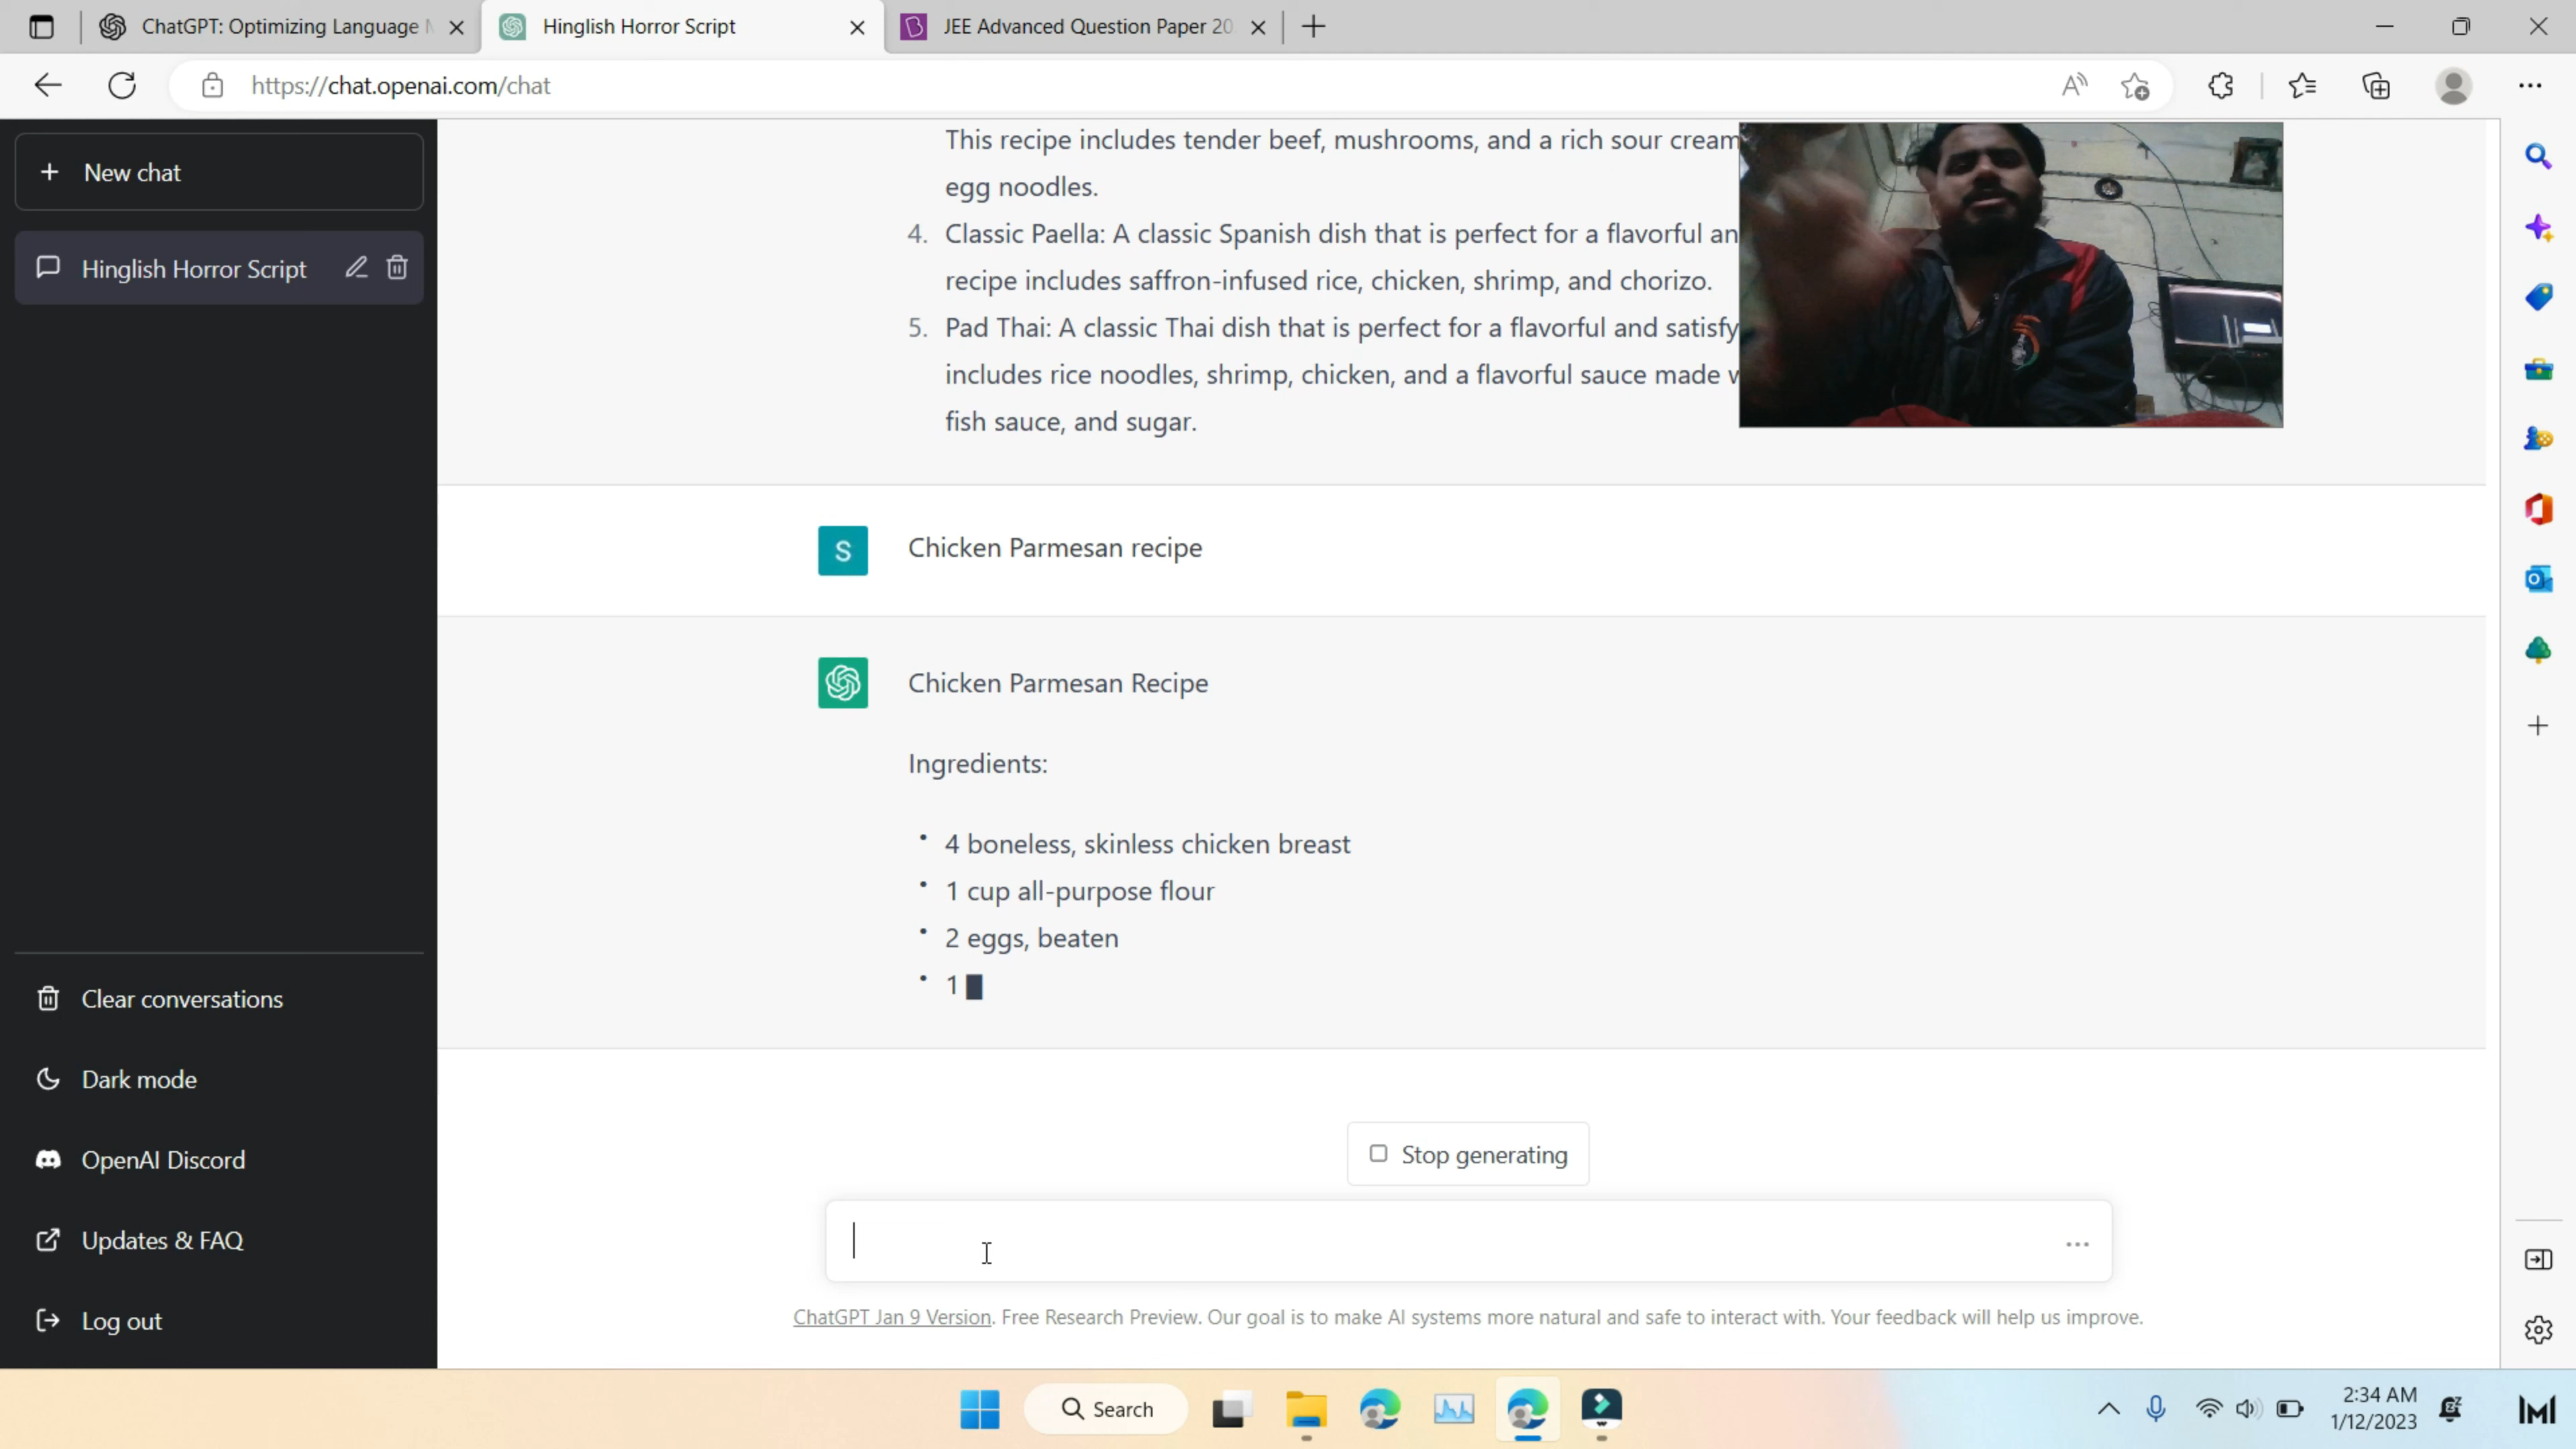 ChatGPT: Optimizing Language
Hinglish Horror Script
JEE Advanced Question Paper 20
https://chat.openai.com/chat
New chat
Hinglish Horror Script
This recipe includes tender beef, mushrooms, and a rich sour cream
egg noodles.
4. Classic Paella: A classic Spanish dish that is perfect for a flavorful an
recipe includes saffron-infused rice, chicken, shrimp, and chorizo.
5. Pad Thai: A classic Thai dish that is perfect for a flavorful and satisfy
includes rice noodles, shrimp, chicken, and a flavorful sauce made
fish sauce, and sugar.
S
Chicken Parmesan recipe
Chicken Parmesan Recipe
Ingredients:
• 4 boneless, skinless chicken breast
• 1 cup all-purpose flour
• 2 eggs, beaten
• 1
Clear conversations
Dark mode
OpenAI Discord
Updates & FAQ
Log out
Stop generating
ChatGPT Jan 9 Version. Free Research Preview. Our goal is to make AI systems more natural and safe to interact with. Your feedback will help us improve.
Search
2:34 AM
1/12/2023